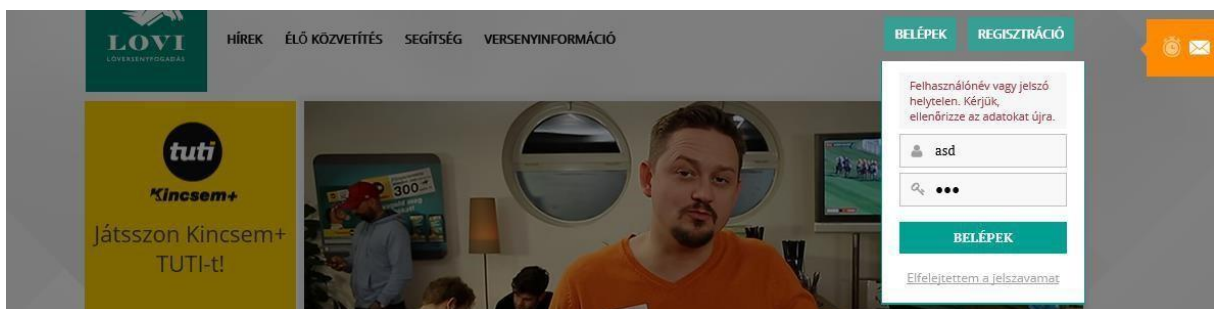 LOVI
LÓVERSENYFOGADÁS
HÍREK ÉLŐ KÖZVETÍTÉS SEGÍTSÉG VERSENYINFORMÁCIÓ
BELÉPEK REGISZTRÁCIÓ
Felhasználónév vagy jelszó
helytelen. Kérjük,
ellenőrizze az adatokat újra.
asd
BELÉPEK
Elfelejtettem a jelszavamat
tuti
Kincsem+
Játsszon Kincsem+
TUTI-t!
300